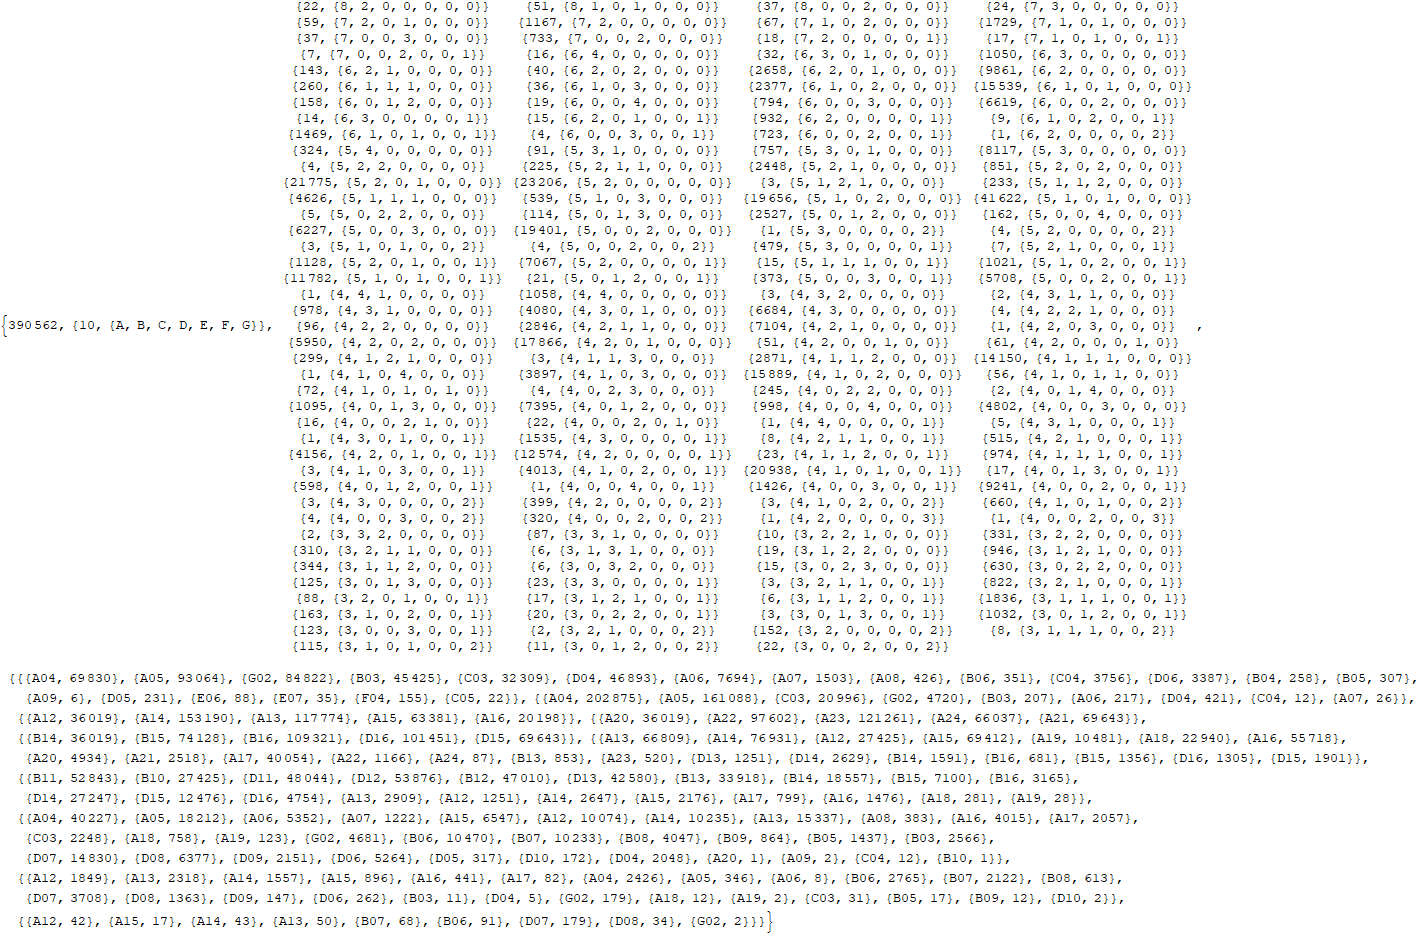 {22, {8, 2, 0, 0, 0, 0, 0}} {51, {8, 1, 0, 1, 0, 0, 0}} {37, {8, 0, 0, 2, 0, 0, 0}} {24, {7, 3, 0, 0, 0, 0, 0}}
{59, {7, 2, 0, 1, 0, 0, 0}} {1167, {7, 2, 0, 0, 0, 0, 0}} {67, {7, 1, 0, 2, 0, 0, 0}} {1729, {7, 1, 0, 1, 0, 0, 0}}
{37, {7, 0, 0, 3, 0, 0, 0}} {733, {7, 0, 0, 2, 0, 0, 0}} {18, {7, 2, 0, 0, 0, 0, 1}} {17, {7, 1, 0, 1, 0, 0, 1}}
{7, {7, 0, 0, 2, 0, 0, 1}} {16, {6, 4, 0, 0, 0, 0, 0}} {32, {6, 3, 0, 1, 0, 0, 0}} {1050, {6, 3, 0, 0, 0, 0, 0}}
{143, {6, 2, 1, 0, 0, 0, 0}} {40, {6, 2, 0, 2, 0, 0, 0}} {2658, {6, 2, 0, 1, 0, 0, 0}} {9861, {6, 2, 0, 0, 0, 0, 0}}
{260, {6, 1, 1, 1, 0, 0, 0}} {36, {6, 1, 0, 3, 0, 0, 0}} {2377, {6, 1, 0, 2, 0, 0, 0}} {15539, {6, 1, 0, 1, 0, 0, 0}}
{158, {6, 0, 1, 2, 0, 0, 0}} {19, {6, 0, 0, 4, 0, 0, 0}} {794, {6, 0, 0, 3, 0, 0, 0}} {6619, {6, 0, 0, 2, 0, 0, 0}}
{14, {6, 3, 0, 0, 0, 0, 1}} {15, {6, 2, 0, 1, 0, 0, 1}} {932, {6, 2, 0, 0, 0, 0, 1}} {9, {6, 1, 0, 2, 0, 0, 1}}
{1469, {6, 1, 0, 1, 0, 0, 1}} {4, {6, 0, 0, 3, 0, 0, 1}} {723, {6, 0, 0, 2, 0, 0, 1}} {1, {6, 2, 0, 0, 0, 0, 2}}
{324, {5, 4, 0, 0, 0, 0, 0}} {91, {5, 3, 1, 0, 0, 0, 0}} {757, {5, 3, 0, 1, 0, 0, 0}} {8117, {5, 3, 0, 0, 0, 0, 0}}
{4, {5, 2, 2, 0, 0, 0, 0}} {225, {5, 2, 1, 1, 0, 0, 0}} {2448, {5, 2, 1, 0, 0, 0, 0}} {851, {5, 2, 0, 2, 0, 0, 0}}
{21775, {5, 2, 0, 1, 0, 0, 0}} {23206, {5, 2, 0, 0, 0, 0, 0}} {3, {5, 1, 2, 1, 0, 0, 0}} {233, {5, 1, 1, 2, 0, 0, 0}}
{4626, {5, 1, 1, 1, 0, 0, 0}} {539, {5, 1, 0, 3, 0, 0, 0}} {19656, {5, 1, 0, 2, 0, 0, 0}} {41622, {5, 1, 0, 1, 0, 0, 0}}
{5, {5, 0, 2, 2, 0, 0, 0}} {114, {5, 0, 1, 3, 0, 0, 0}} {2527, {5, 0, 1, 2, 0, 0, 0}} {162, {5, 0, 0, 4, 0, 0, 0}}
{6227, {5, 0, 0, 3, 0, 0, 0}} {19401, {5, 0, 0, 2, 0, 0, 0}} {1, {5, 3, 0, 0, 0, 0, 2}} {4, {5, 2, 0, 0, 0, 0, 2}}
{3, {5, 1, 0, 1, 0, 0, 2}} {4, {5, 0, 0, 2, 0, 0, 2}} {479, {5, 3, 0, 0, 0, 0, 1}} {7, {5, 2, 1, 0, 0, 0, 1}}
{1128, {5, 2, 0, 1, 0, 0, 1}} {7067, {5, 2, 0, 0, 0, 0, 1}} {15, {5, 1, 1, 1, 0, 0, 1}} {1021, {5, 1, 0, 2, 0, 0, 1}}
{11782, {5, 1, 0, 1, 0, 0, 1}} {21, {5, 0, 1, 2, 0, 0, 1}} {373, {5, 0, 0, 3, 0, 0, 1}} {5708, {5, 0, 0, 2, 0, 0, 1}}
{1, {4, 4, 1, 0, 0, 0, 0}} {1058, {4, 4, 0, 0, 0, 0, 0}} {3, {4, 3, 2, 0, 0, 0, 0}} {2, {4, 3, 1, 1, 0, 0, 0}}
{978, {4, 3, 1, 0, 0, 0, 0}} {4080, {4, 3, 0, 1, 0, 0, 0}} {6684, {4, 3, 0, 0, 0, 0, 0}} {4, {4, 2, 2, 1, 0, 0, 0}}
{390562, {10, {A, B, C, D, E, F, G}}, {96, {4, 2, 2, 0, 0, 0, 0}} {2846, {4, 2, 1, 1, 0, 0, 0}} {7104, {4, 2, 1, 0, 0, 0, 0}} {1, {4, 2, 0, 3, 0, 0, 0}} ,
{5950, {4, 2, 0, 2, 0, 0, 0}} {17866, {4, 2, 0, 1, 0, 0, 0}} {51, {4, 2, 0, 0, 1, 0, 0}} {61, {4, 2, 0, 0, 0, 1, 0}}
{299, {4, 1, 2, 1, 0, 0, 0}} {3, {4, 1, 1, 3, 0, 0, 0}} {2871, {4, 1, 1, 2, 0, 0, 0}} {14150, {4, 1, 1, 1, 0, 0, 0}}
{1, {4, 1, 0, 4, 0, 0, 0}} {3897, {4, 1, 0, 3, 0, 0, 0}} {15889, {4, 1, 0, 2, 0, 0, 0}} {56, {4, 1, 0, 1, 1, 0, 0}}
{72, {4, 1, 0, 1, 0, 1, 0}} {4, {4, 0, 2, 3, 0, 0, 0}} {245, {4, 0, 2, 2, 0, 0, 0}} {2, {4, 0, 1, 4, 0, 0, 0}}
{1095, {4, 0, 1, 3, 0, 0, 0}} {7395, {4, 0, 1, 2, 0, 0, 0}} {998, {4, 0, 0, 4, 0, 0, 0}} {4802, {4, 0, 0, 3, 0, 0, 0}}
{16, {4, 0, 0, 2, 1, 0, 0}} {22, {4, 0, 0, 2, 0, 1, 0}} {1, {4, 4, 0, 0, 0, 0, 1}} {5, {4, 3, 1, 0, 0, 0, 1}}
{1, {4, 3, 0, 1, 0, 0, 1}} {1535, {4, 3, 0, 0, 0, 0, 1}} {8, {4, 2, 1, 1, 0, 0, 1}} {515, {4, 2, 1, 0, 0, 0, 1}}
{4156, {4, 2, 0, 1, 0, 0, 1}} {12574, {4, 2, 0, 0, 0, 0, 1}} {23, {4, 1, 1, 2, 0, 0, 1}} {974, {4, 1, 1, 1, 0, 0, 1}}
{3, {4, 1, 0, 3, 0, 0, 1}} {4013, {4, 1, 0, 2, 0, 0, 1}} {20938, {4, 1, 0, 1, 0, 0, 1}} {17, {4, 0, 1, 3, 0, 0, 1}}
{598, {4, 0, 1, 2, 0, 0, 1}} {1, {4, 0, 0, 4, 0, 0, 1}} {1426, {4, 0, 0, 3, 0, 0, 1}} {9241, {4, 0, 0, 2, 0, 0, 1}}
{3, {4, 3, 0, 0, 0, 0, 2}} {399, {4, 2, 0, 0, 0, 0, 2}} {3, {4, 1, 0, 2, 0, 0, 2}} {660, {4, 1, 0, 1, 0, 0, 2}}
{4, {4, 0, 0, 3, 0, 0, 2}} {320, {4, 0, 0, 2, 0, 0, 2}} {1, {4, 2, 0, 0, 0, 0, 3}} {1, {4, 0, 0, 2, 0, 0, 3}}
{2, {3, 3, 2, 0, 0, 0, 0}} {87, {3, 3, 1, 0, 0, 0, 0}} {10, {3, 2, 2, 1, 0, 0, 0}} {331, {3, 2, 2, 0, 0, 0, 0}}
{310, {3, 2, 1, 1, 0, 0, 0}} {6, {3, 1, 3, 1, 0, 0, 0}} {19, {3, 1, 2, 2, 0, 0, 0}} {946, {3, 1, 2, 1, 0, 0, 0}}
{344, {3, 1, 1, 2, 0, 0, 0}} {6, {3, 0, 3, 2, 0, 0, 0}} {15, {3, 0, 2, 3, 0, 0, 0}} {630, {3, 0, 2, 2, 0, 0, 0}}
{125, {3, 0, 1, 3, 0, 0, 0}} {23, {3, 3, 0, 0, 0, 0, 1}} {3, {3, 2, 1, 1, 0, 0, 1}} {822, {3, 2, 1, 0, 0, 0, 1}}
{88, {3, 2, 0, 1, 0, 0, 1}} {17, {3, 1, 2, 1, 0, 0, 1}} {6, {3, 1, 1, 2, 0, 0, 1}} {1836, {3, 1, 1, 1, 0, 0, 1}}
{163, {3, 1, 0, 2, 0, 0, 1}} {20, {3, 0, 2, 2, 0, 0, 1}} {3, {3, 0, 1, 3, 0, 0, 1}} {1032, {3, 0, 1, 2, 0, 0, 1}}
{123, {3, 0, 0, 3, 0, 0, 1}} {2, {3, 2, 1, 0, 0, 0, 2}} {152, {3, 2, 0, 0, 0, 0, 2}} {8, {3, 1, 1, 1, 0, 0, 2}}
{115, {3, 1, 0, 1, 0, 0, 2}} {11, {3, 0, 1, 2, 0, 0, 2}} {22, {3, 0, 0, 2, 0, 0, 2}}
{{{A04, 69830}, {A05, 93064}, {G02, 84822}, {B03, 45425}, {C03, 32309}, {D04, 46893}, {A06, 7694}, {A07, 1503}, {A08, 426}, {B06, 351}, {C04, 3756}, {D06, 3387}, {B04, 258}, {B05, 307},
{A09, 6}, {D05, 231}, {E06, 88}, {E07, 35}, {F04, 155}, {C05, 22}}, {{A04, 202875}, {A05, 161088}, {C03, 20996}, {G02, 4720}, {B03, 207}, {A06, 217}, {D04, 421}, {C04, 12}, {A07, 26}},
{{A12, 36019}, {A14, 153190}, {A13, 117774}, {A15, 63381}, {A16, 20198}}, {{A20, 36019}, {A22, 97602}, {A23, 121261}, {A24, 66037}, {A21, 69643}},
{{B14, 36019}, {B15, 74128}, {B16, 109321}, {D16, 101451}, {D15, 69643}}, {{A13, 66809}, {A14, 76931}, {A12, 27425}, {A15, 69412}, {A19, 10481}, {A18, 22940}, {A16, 55718},
{A20, 4934}, {A21, 2518}, {A17, 40054}, {A22, 1166}, {A24, 87}, {B13, 853}, {A23, 520}, {D13, 1251}, {D14, 2629}, {B14, 1591}, {B16, 681}, {B15, 1356}, {D16, 1305}, {D15, 1901}},
{{B11, 52843}, {B10, 27425}, {D11, 48044}, {D12, 53876}, {B12, 47010}, {D13, 42580}, {B13, 33918}, {B14, 18557}, {B15, 7100}, {B16, 3165},
{D14, 27247}, {D15, 12476}, {D16, 4754}, {A13, 2909}, {A12, 1251}, {A14, 2647}, {A15, 2176}, {A17, 799}, {A16, 1476}, {A18, 281}, {A19, 28}},
{{A04, 40227}, {A05, 18212}, {A06, 5352}, {A07, 1222}, {A15, 6547}, {A12, 10074}, {A14, 10235}, {A13, 15337}, {A08, 383}, {A16, 4015}, {A17, 2057},
{C03, 2248}, {A18, 758}, {A19, 123}, {G02, 4681}, {B06, 10470}, {B07, 10233}, {B08, 4047}, {B09, 864}, {B05, 1437}, {B03, 2566},
{D07, 14830}, {D08, 6377}, {D09, 2151}, {D06, 5264}, {D05, 317}, {D10, 172}, {D04, 2048}, {A20, 1}, {A09, 2}, {C04, 12}, {B10, 1}},
{{A12, 1849}, {A13, 2318}, {A14, 1557}, {A15, 896}, {A16, 441}, {A17, 82}, {A04, 2426}, {A05, 346}, {A06, 8}, {B06, 2765}, {B07, 2122}, {B08, 613},
{D07, 3708}, {D08, 1363}, {D09, 147}, {D06, 262}, {B03, 11}, {D04, 5}, {G02, 179}, {A18, 12}, {A19, 2}, {C03, 31}, {B05, 17}, {B09, 12}, {D10, 2}},
{{A12, 42}, {A15, 17}, {A14, 43}, {A13, 50}, {B07, 68}, {B06, 91}, {D07, 179}, {D08, 34}, {G02, 2}}}}